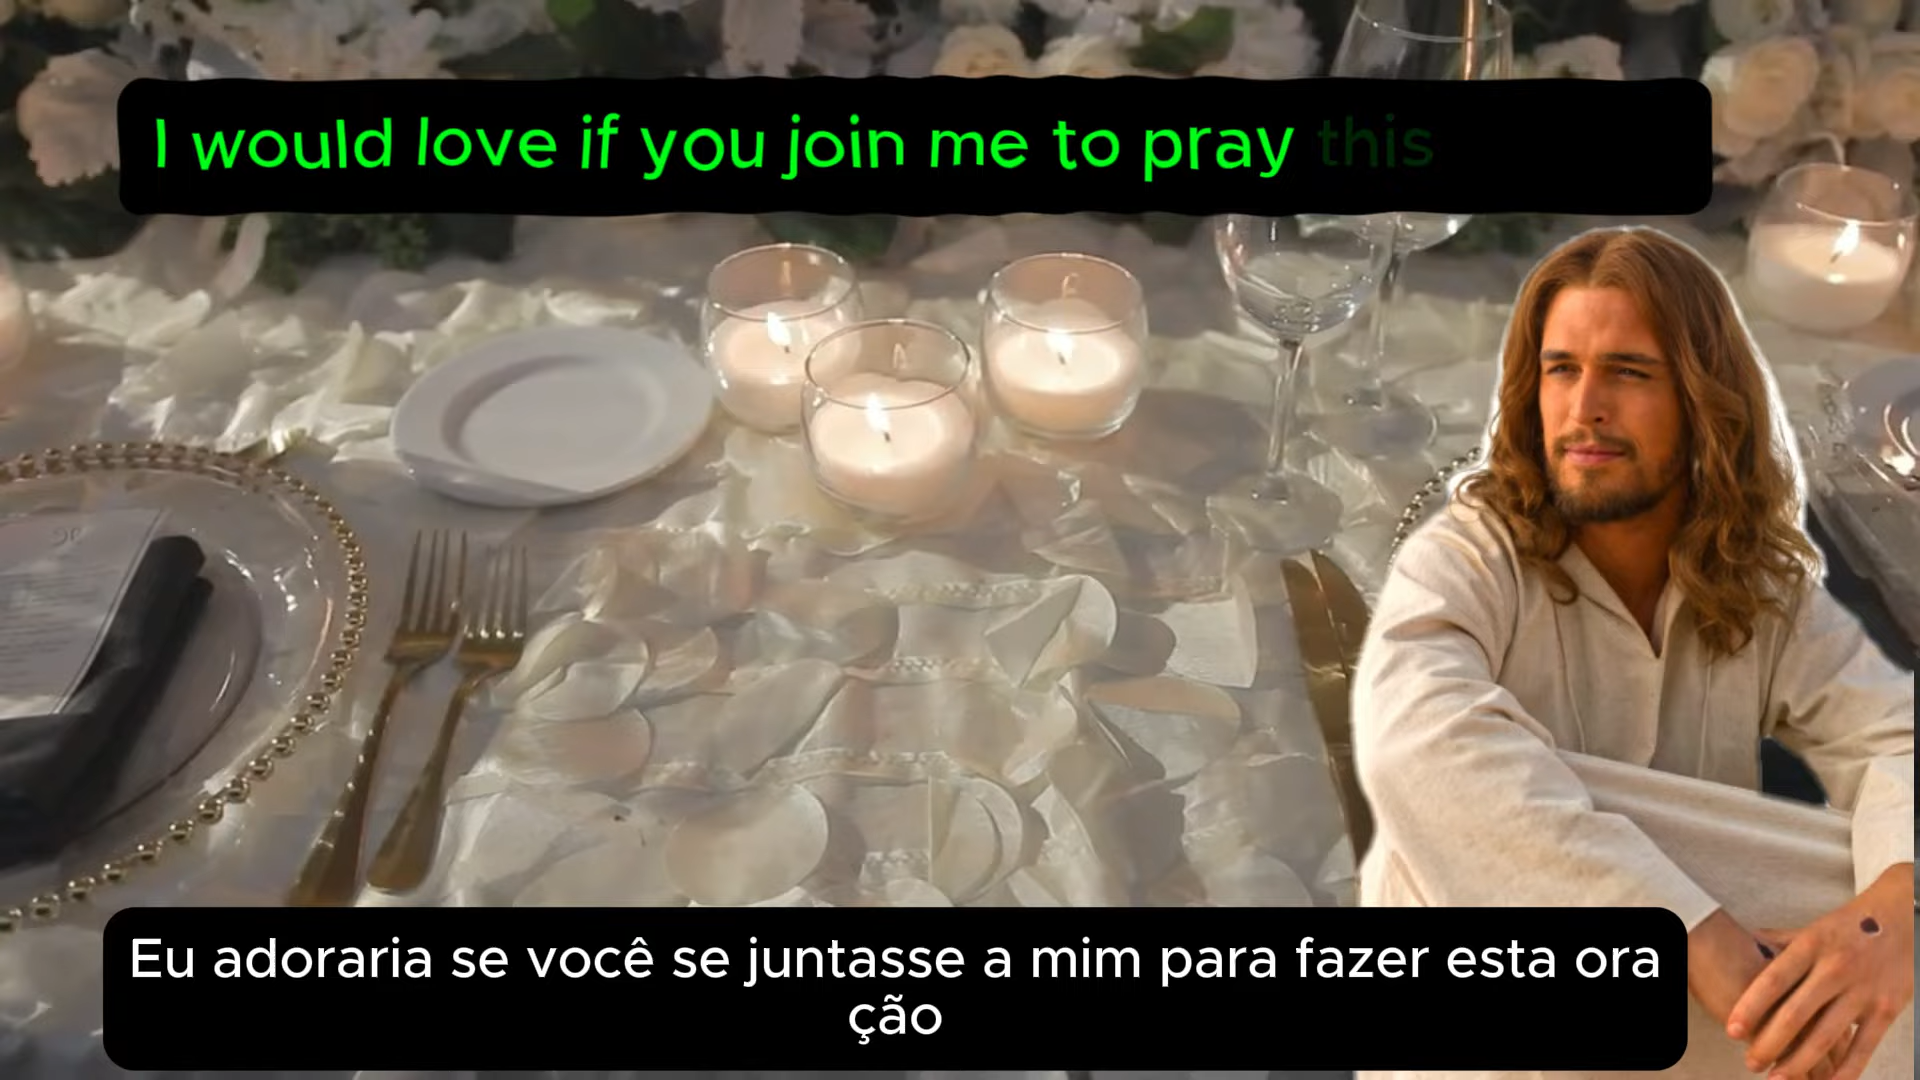 I would love if you join me to pray this
Eu adoraria se você se juntasse a mim para fazer esta ora
ção